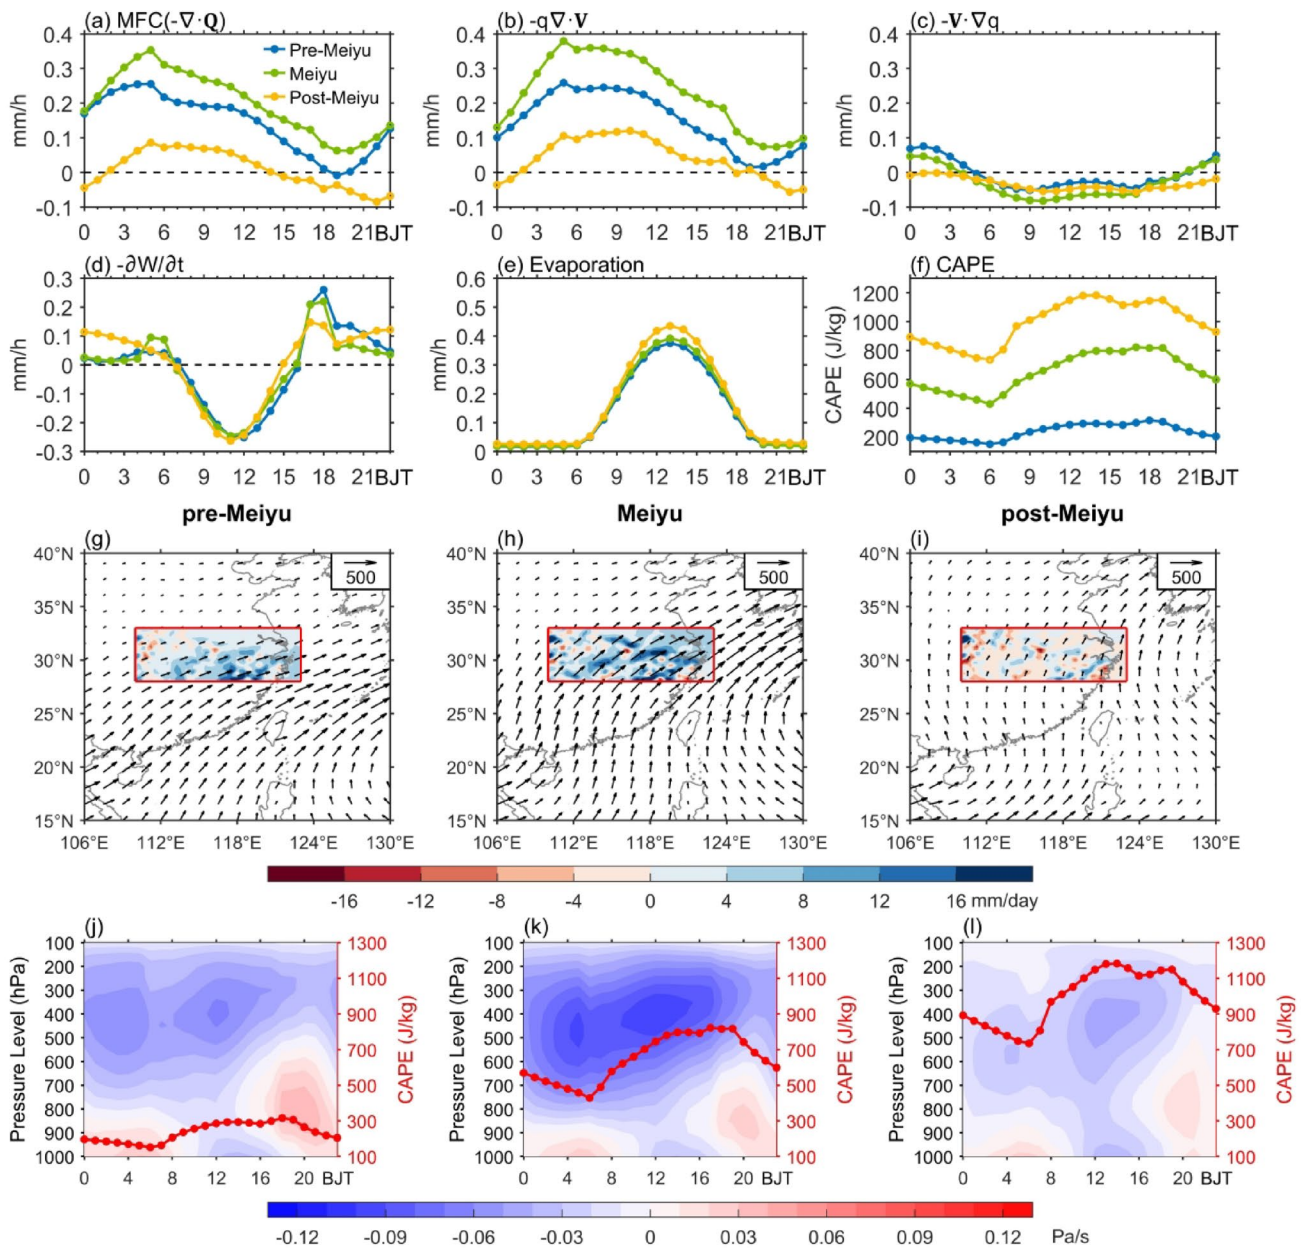 (a) MFC(-∇·Q)
(b) -q∇·V
(c) -V·∇q
mm/h
0.4
0.3
0.2
0.1
0
-0.1
Pre-Meiyu
Meiyu
Post-Meiyu
0 3 6 9 12 15 18 21BJT
mm/h
0.4
0.3
0.2
0.1
0
-0.1
0 3 6 9 12 15 18 21BJT
mm/h
0.4
0.3
0.2
0.1
0
-0.1
0 3 6 9 12 15 18 21BJT
(d) -∂W/∂t
(e) Evaporation
(f) CAPE
mm/h
0.3
0.2
0.1
0
-0.1
-0.2
-0.3
0 3 6 9 12 15 18 21BJT
mm/h
0.6
0.5
0.4
0.3
0.2
0.1
0
0 3 6 9 12 15 18 21BJT
CAPE (J/kg)
1200
1000
800
600
400
200
0 3 6 9 12 15 18 21BJT
pre-Meiyu
Meiyu
post-Meiyu
(g)
(h)
(i)
40°N
35°N
30°N
25°N
20°N
15°N
500
106°E 112°E 118°E 124°E 130°E
40°N
35°N
30°N
25°N
20°N
15°N
500
106°E 112°E 118°E 124°E 130°E
40°N
35°N
30°N
25°N
20°N
15°N
500
106°E 112°E 118°E 124°E 130°E
-16 -12 -8 -4 0 4 8 12 16 mm/day
(j)
(k)
(l)
Pressure Level (hPa)
100
200
300
400
500
600
700
800
900
1000
0 4 8 12 16 20 BJT
1300
1100
900
700
500
300
100
CAPE (J/kg)
Pressure Level (hPa)
100
200
300
400
500
600
700
800
900
1000
0 4 8 12 16 20 BJT
1300
1100
900
700
500
300
100
CAPE (J/kg)
Pressure Level (hPa)
100
200
300
400
500
600
700
800
900
1000
0 4 8 12 16 20 BJT
1300
1100
900
700
500
300
100
CAPE (J/kg)
-0.12 -0.09 -0.06 -0.03 0 0.03 0.06 0.09 0.12 Pa/s